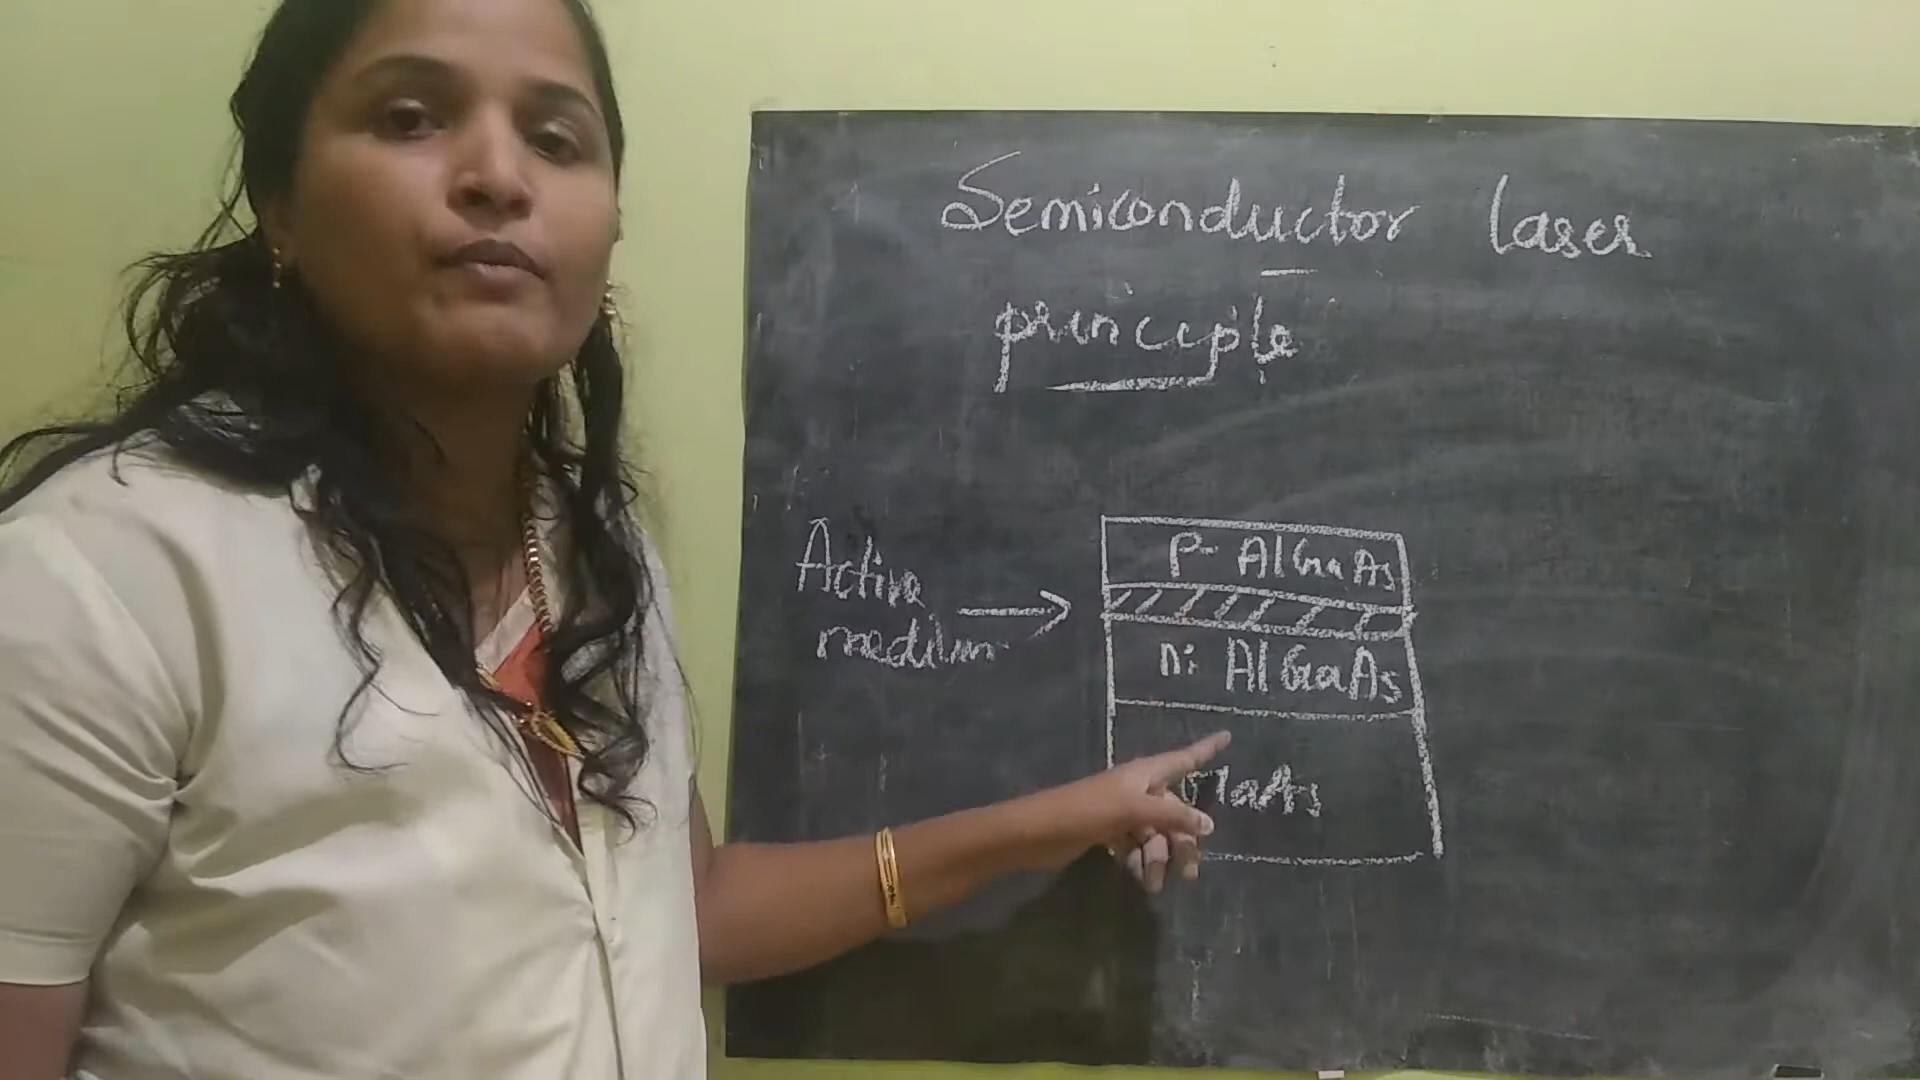 Semiconductor laser
principle
Active
medium
P- AlGaAs
n: AlGaAs
GaAs